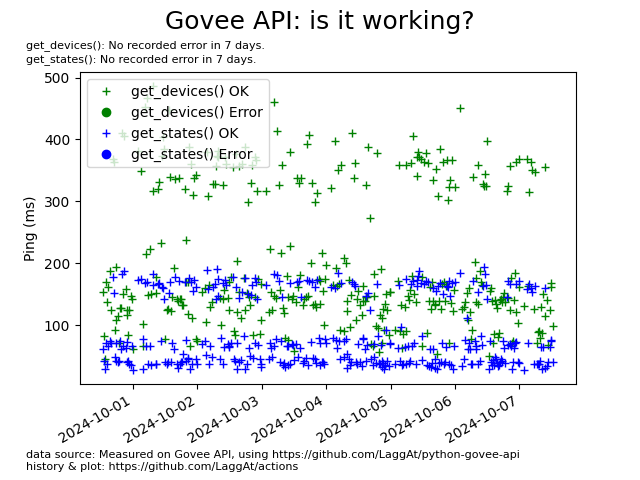 Govee API: is it working?
get_devices(): No recorded error in 7 days.
get_states(): No recorded error in 7 days.
500
400
300
200
100
Ping (ms)
get_devices() OK
get_devices() Error
get_states() OK
get_states() Error
2024-10-01
2024-10-02
2024-10-03
2024-10-04
2024-10-05
2024-10-06
2024-10-07
data source: Measured on Govee API, using https://github.com/LaggAt/python-govee-api
history & plot: https://github.com/LaggAt/actions